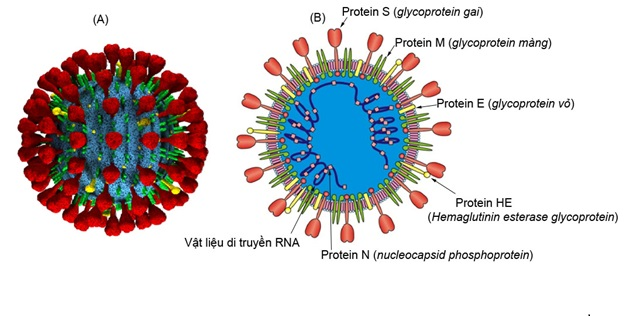 (A)
(B)
Protein S (glycoprotein gai)
Protein M (glycoprotein màng)
Protein E (glycoprotein vỏ)
Protein HE
(Hemaglutinin esterase glycoprotein)
Vật liệu di truyền RNA
Protein N (nucleocapsid phosphoprotein)